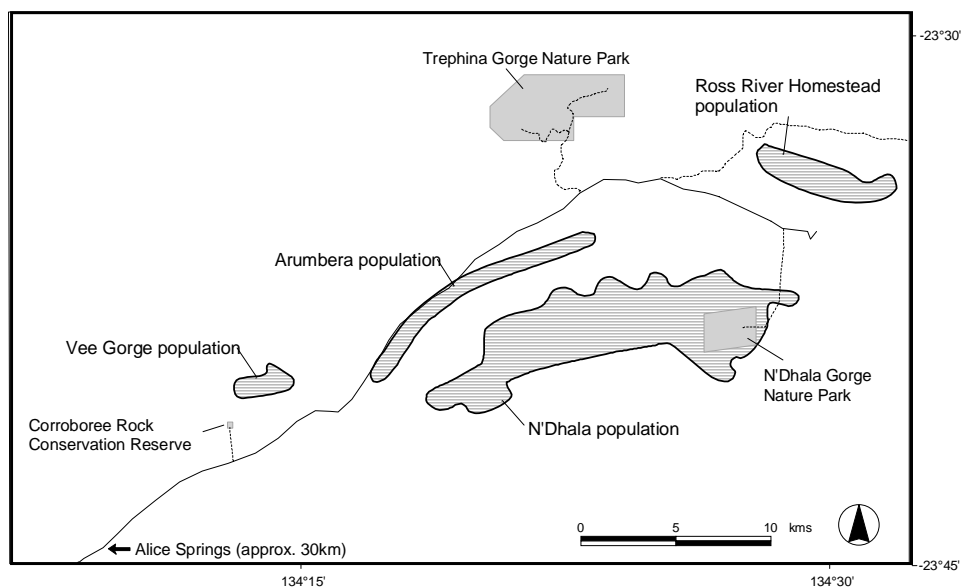 -23°30'
Trephina Gorge Nature Park
Ross River Homestead
population
Arumbera population
Vee Gorge population
N'Dhala Gorge
Nature Park
Corroboree Rock
Conservation Reserve
N'Dhala population
0 5 10 kms
Alice Springs (approx. 30km)
-23°45'
134°15' 134°30'